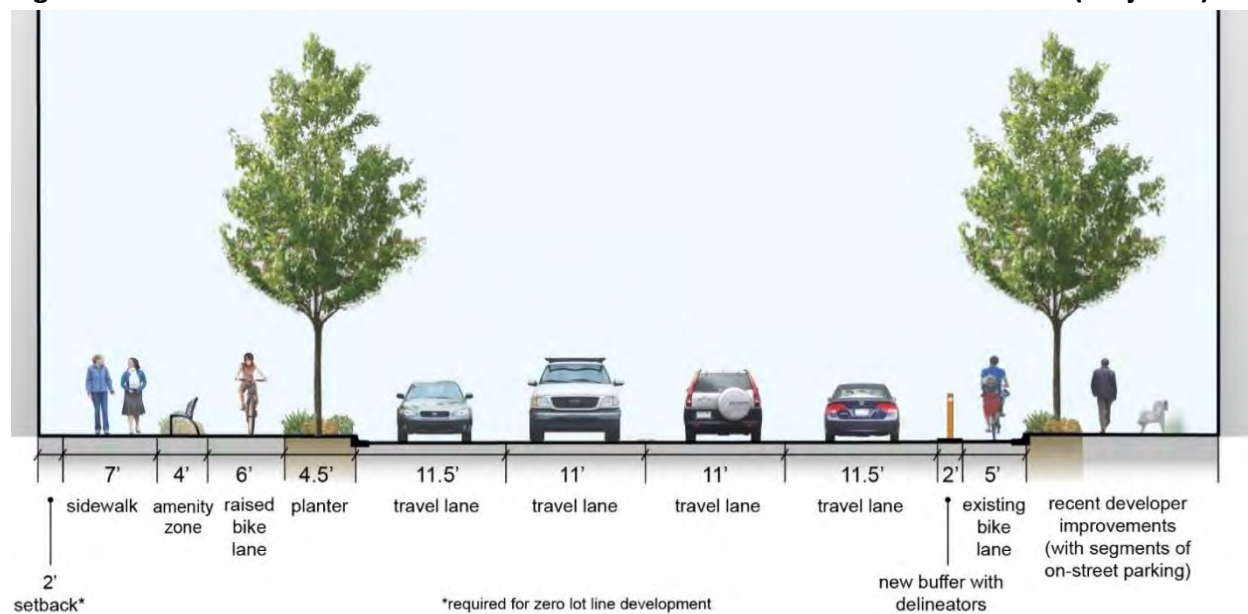 7' 4' 6' 4.5' 11.5' 11' 11' 11.5' 2' 5'
sidewalk amenity raised planter travel lane travel lane travel lane travel lane existing recent developer
zone bike bike improvements
lane lane (with segments of
on-street parking)
2'
setback*
new buffer with
delineators
*required for zero lot line development